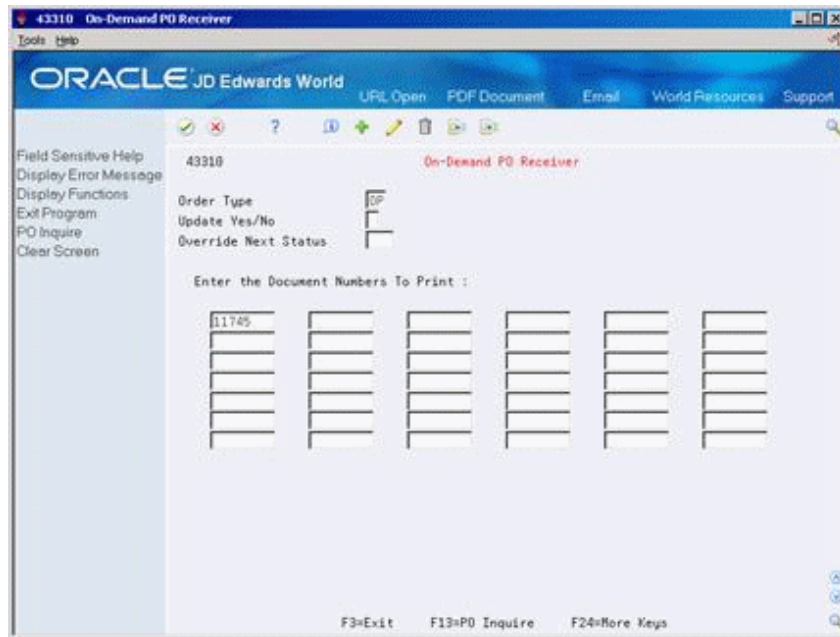 43310 On-Demand PO Receiver
Tools Help
ORACLE JD Edwards World
URL Open PDF Document Email World Resources Support
Field Sensitive Help
Display Error Message
Display Functions
Exit Program
PO Inquire
Clear Screen
43310 On-Demand PO Receiver
Order Type OP
Update Yes/No
Override Next Status
Enter the Document Numbers To Print :
11745
F3=Exit F13=PO Inquire F24=More Keys